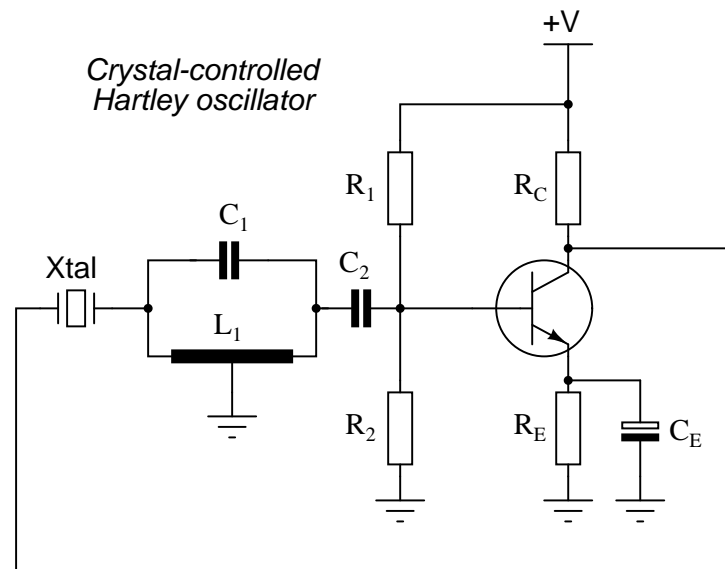 +V
Crystal-controlled
Hartley oscillator
R1
RC
C1
Xtal
C2
L1
R2
RE
CE